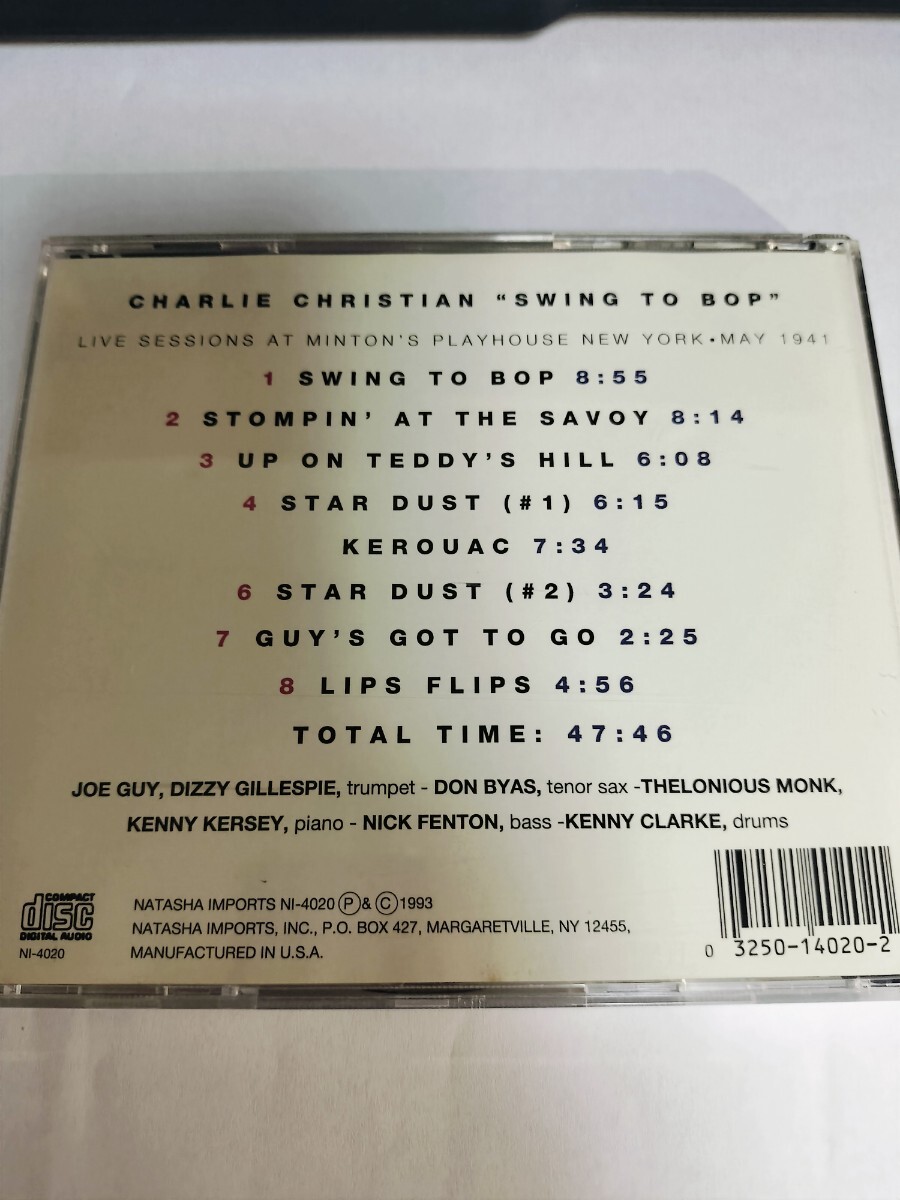 CHARLIE CHRISTIAN "SWING TO BOP"
LIVE SESSIONS AT MINTON'S PLAYHOUSE NEW YORK•MAY 1941
1 SWING TO BOP 8:55
2 STOMPIN' AT THE SAVOY 8:14
3 UP ON TEDDY'S HILL 6:08
4 STAR DUST (#1) 6:15
KEROUAC 7:34
6 STAR DUST (#2) 3:24
7 GUY'S GOT TO GO 2:25
8 LIPS FLIPS 4:56
TOTAL TIME: 47:46
JOE GUY, DIZZY GILLESPIE, trumpet - DON BYAS, tenor sax -THELONIOUS MONK,
KENNY KERSEY, piano - NICK FENTON, bass -KENNY CLARKE, drums
COMPACT
disc
DIGITAL AUDIO
NI-4020
NATASHA IMPORTS NI-4020 Ⓟ& Ⓒ 1993
NATASHA IMPORTS, INC., P.O. BOX 427, MARGARETVILLE, NY 12455,
MANUFACTURED IN U.S.A.
0 3250-14020-2